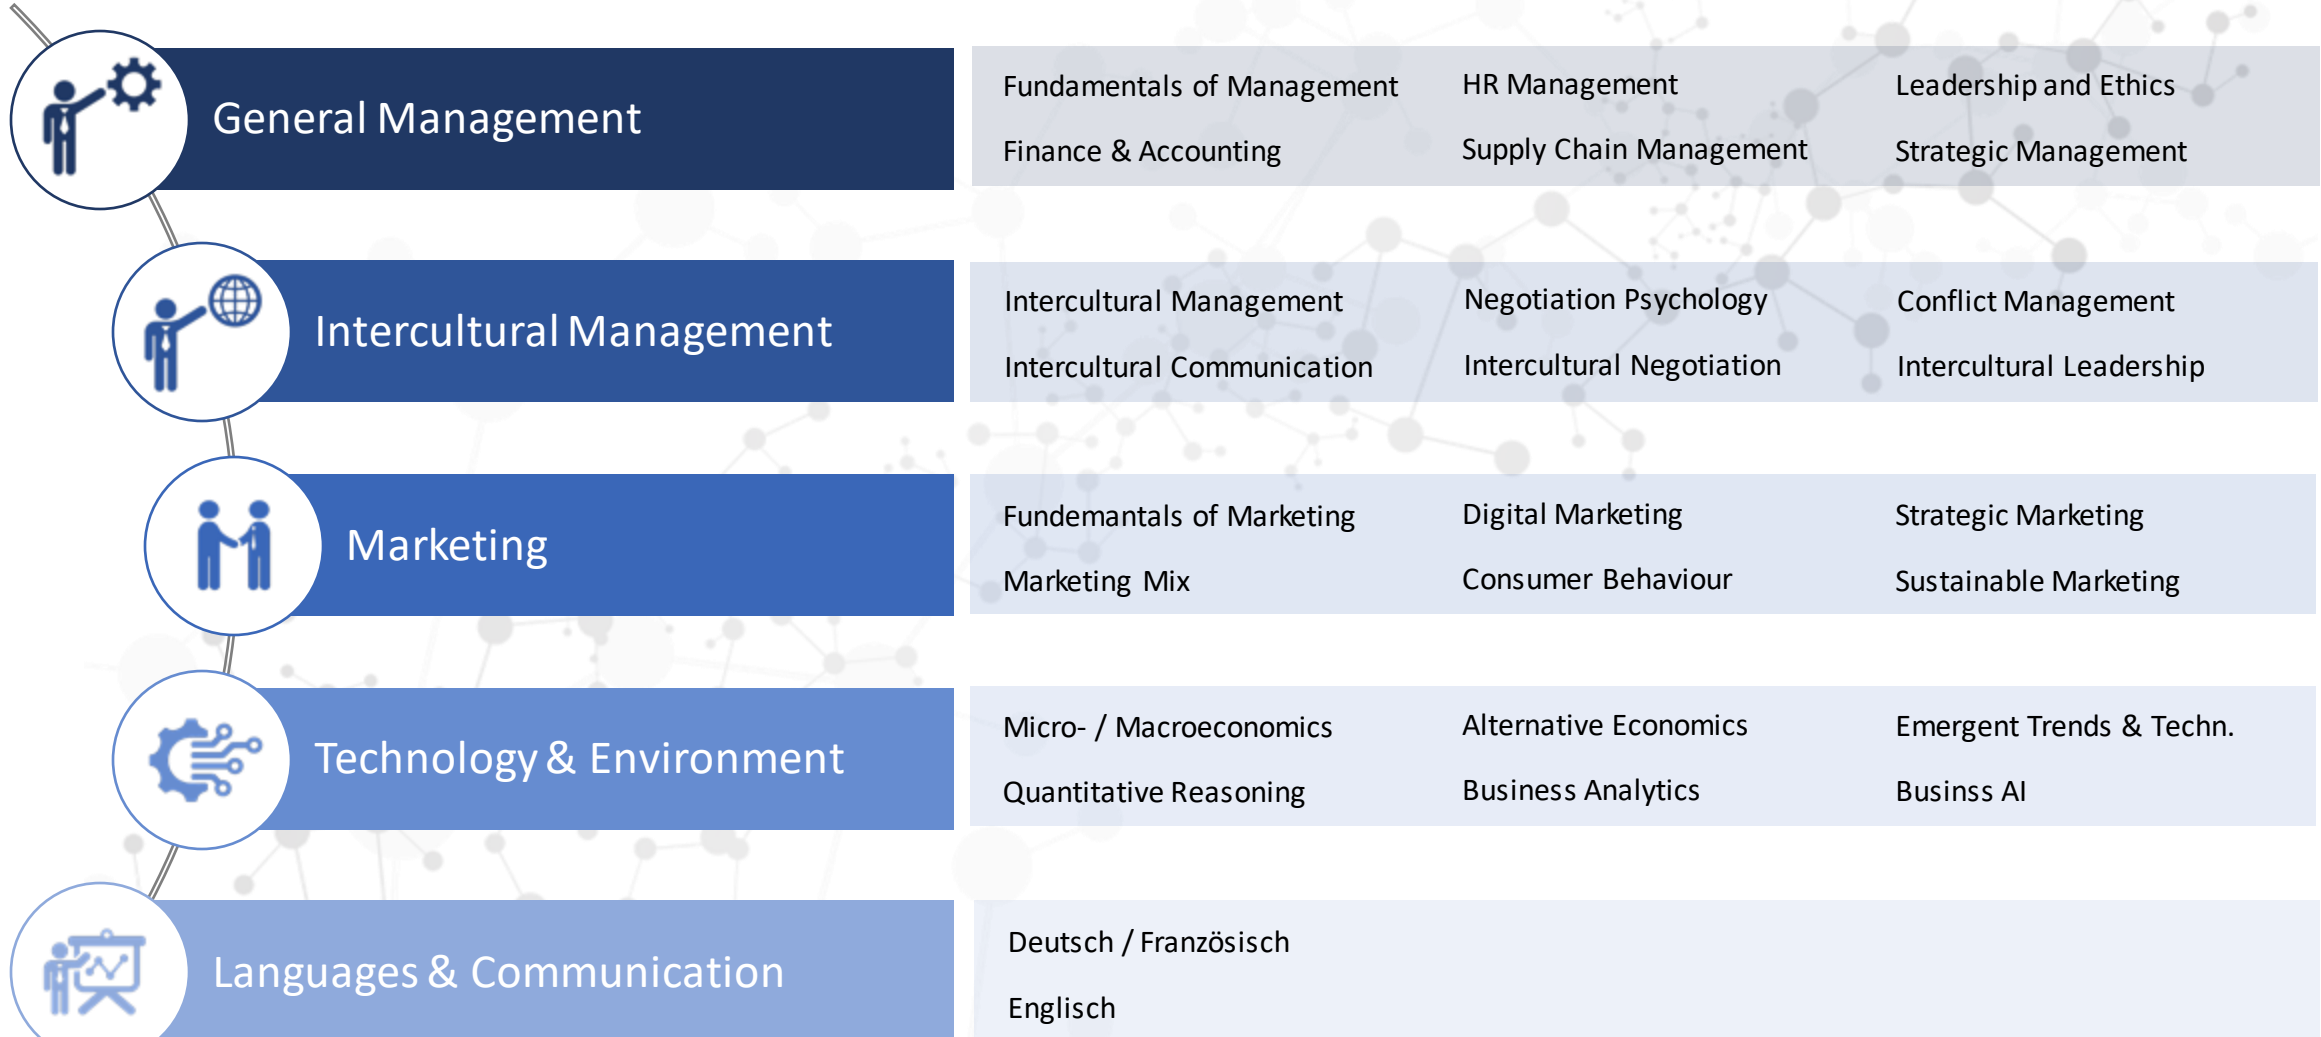 General Management
Fundamentals of Management
HR Management
Leadership and Ethics
Finance & Accounting
Supply Chain Management
Strategic Management
Intercultural Management
Intercultural Management
Negotiation Psychology
Conflict Management
Intercultural Communication
Intercultural Negotiation
Intercultural Leadership
Marketing
Fundemantals of Marketing
Digital Marketing
Strategic Marketing
Marketing Mix
Consumer Behaviour
Sustainable Marketing
Technology & Environment
Micro- / Macroeconomics
Alternative Economics
Emergent Trends & Techn.
Quantitative Reasoning
Business Analytics
Businss AI
Languages & Communication
Deutsch / Französisch
Englisch